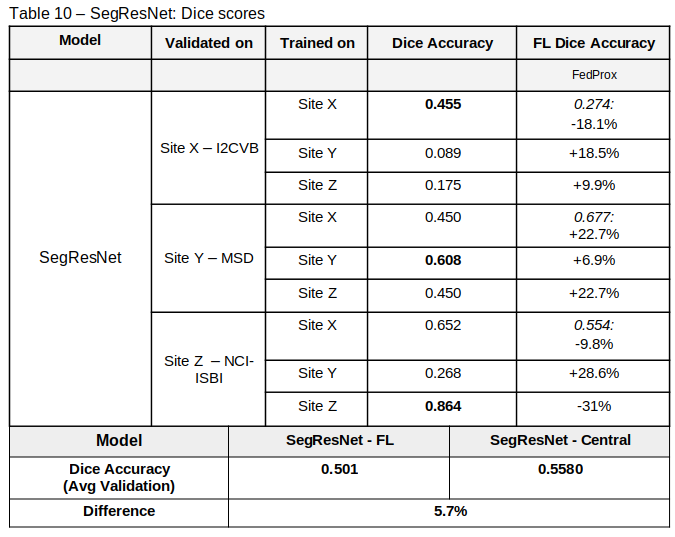 Table 10 – SegResNet: Dice scores
Model Validated on Trained on Dice Accuracy FL Dice Accuracy
FedProx
SegResNet
Site X – I2CVB
Site X 0.455 0.274:
-18.1%
Site Y 0.089 +18.5%
Site Z 0.175 +9.9%
Site Y – MSD
Site X 0.450 0.677:
+22.7%
Site Y 0.608 +6.9%
Site Z 0.450 +22.7%
Site Z – NCI-
ISBI
Site X 0.652 0.554:
-9.8%
Site Y 0.268 +28.6%
Site Z 0.864 -31%
Model SegResNet - FL SegResNet - Central
Dice Accuracy
(Avg Validation) 0.501 0.5580
Difference 5.7%